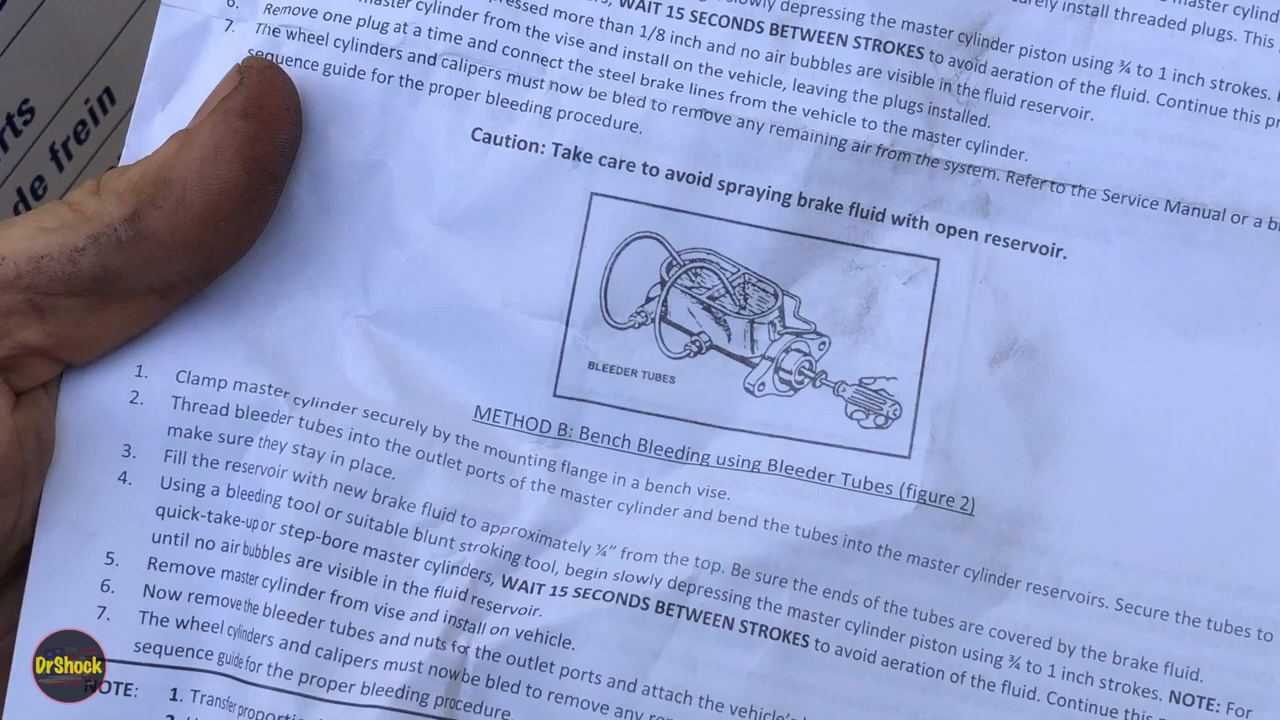 rts
de frein
slowly depressing the master cylinder piston using ¾ to 1 inch strokes.
WAIT 15 SECONDS BETWEEN STROKES to avoid aeration of the fluid. Continue this
pressed more than 1/8 inch and no air bubbles are visible in the fluid reservoir.
install threaded plugs. This
6. master cylinder from the vise and install on the vehicle, leaving the plugs installed.
Remove one plug at a time and connect the steel brake lines from the vehicle to the master cylinder.
7. The wheel cylinders and calipers must now be bled to remove any remaining air from the system. Refer to the Service Manual or a
sequence guide for the proper bleeding procedure.
Caution: Take care to avoid spraying brake fluid with open reservoir.
BLEEDER TUBES
METHOD B: Bench Bleeding using Bleeder Tubes (figure 2)
1. Clamp master cylinder securely by the mounting flange in a bench vise.
2. Thread bleeder tubes into the outlet ports of the master cylinder and bend the tubes into the master cylinder reservoirs. Secure the tubes to
make sure they stay in place.
3. Fill the reservoir with new brake fluid to approximately ¼" from the top. Be sure the ends of the tubes are covered by the brake fluid.
4. Using a bleeding tool or suitable blunt stroking tool, begin slowly depressing the master cylinder piston using ¾ to 1 inch strokes. NOTE: For
quick-take-up or step-bore master cylinders, WAIT 15 SECONDS BETWEEN STROKES to avoid aeration of the fluid. Continue this
until no air bubbles are visible in the fluid reservoir.
5. Remove master cylinder from vise and install on vehicle.
6. Now remove the bleeder tubes and nuts for the outlet ports and attach the vehicle's
7. The wheel cylinders and calipers must now be bled to remove any
sequence guide for the proper bleeding procedure.
NOTE: 1. Transfer
DrShock